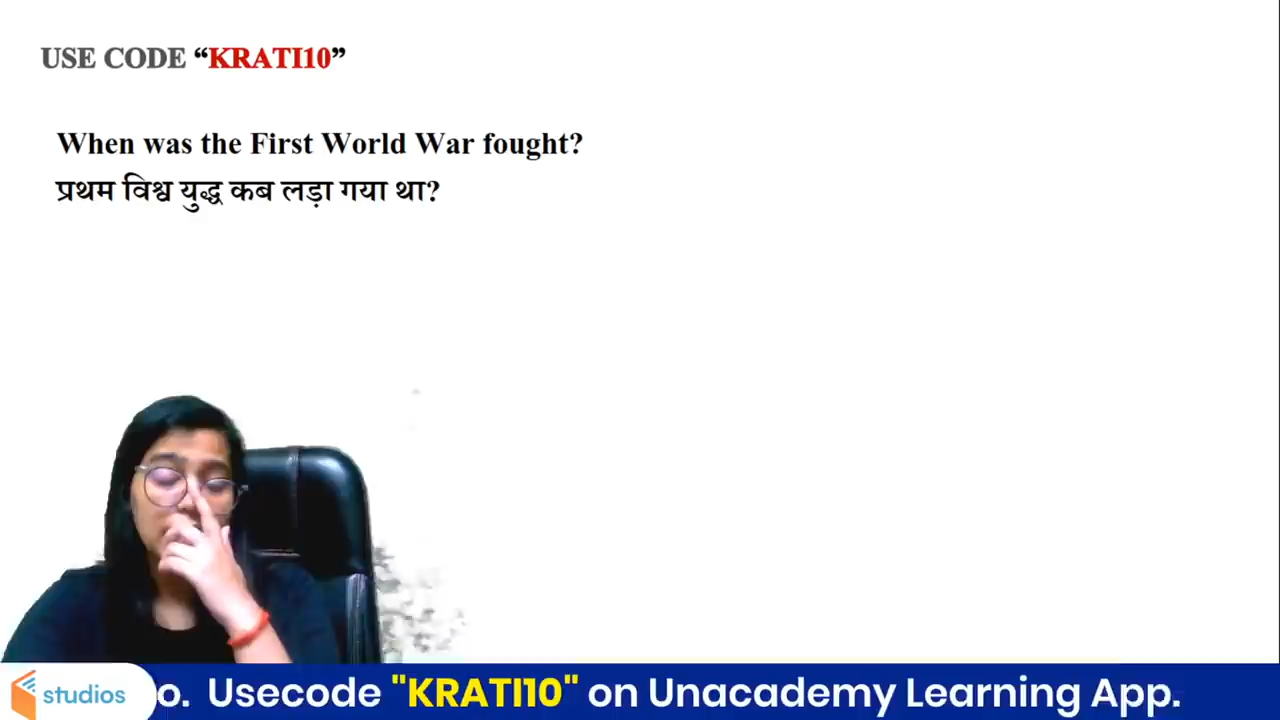 USE CODE “KRATI10”
When was the First World War fought?
प्रथम विश्व युद्ध कब लड़ा गया था?
studios o. Usecode "KRATI10" on Unacademy Learning App.